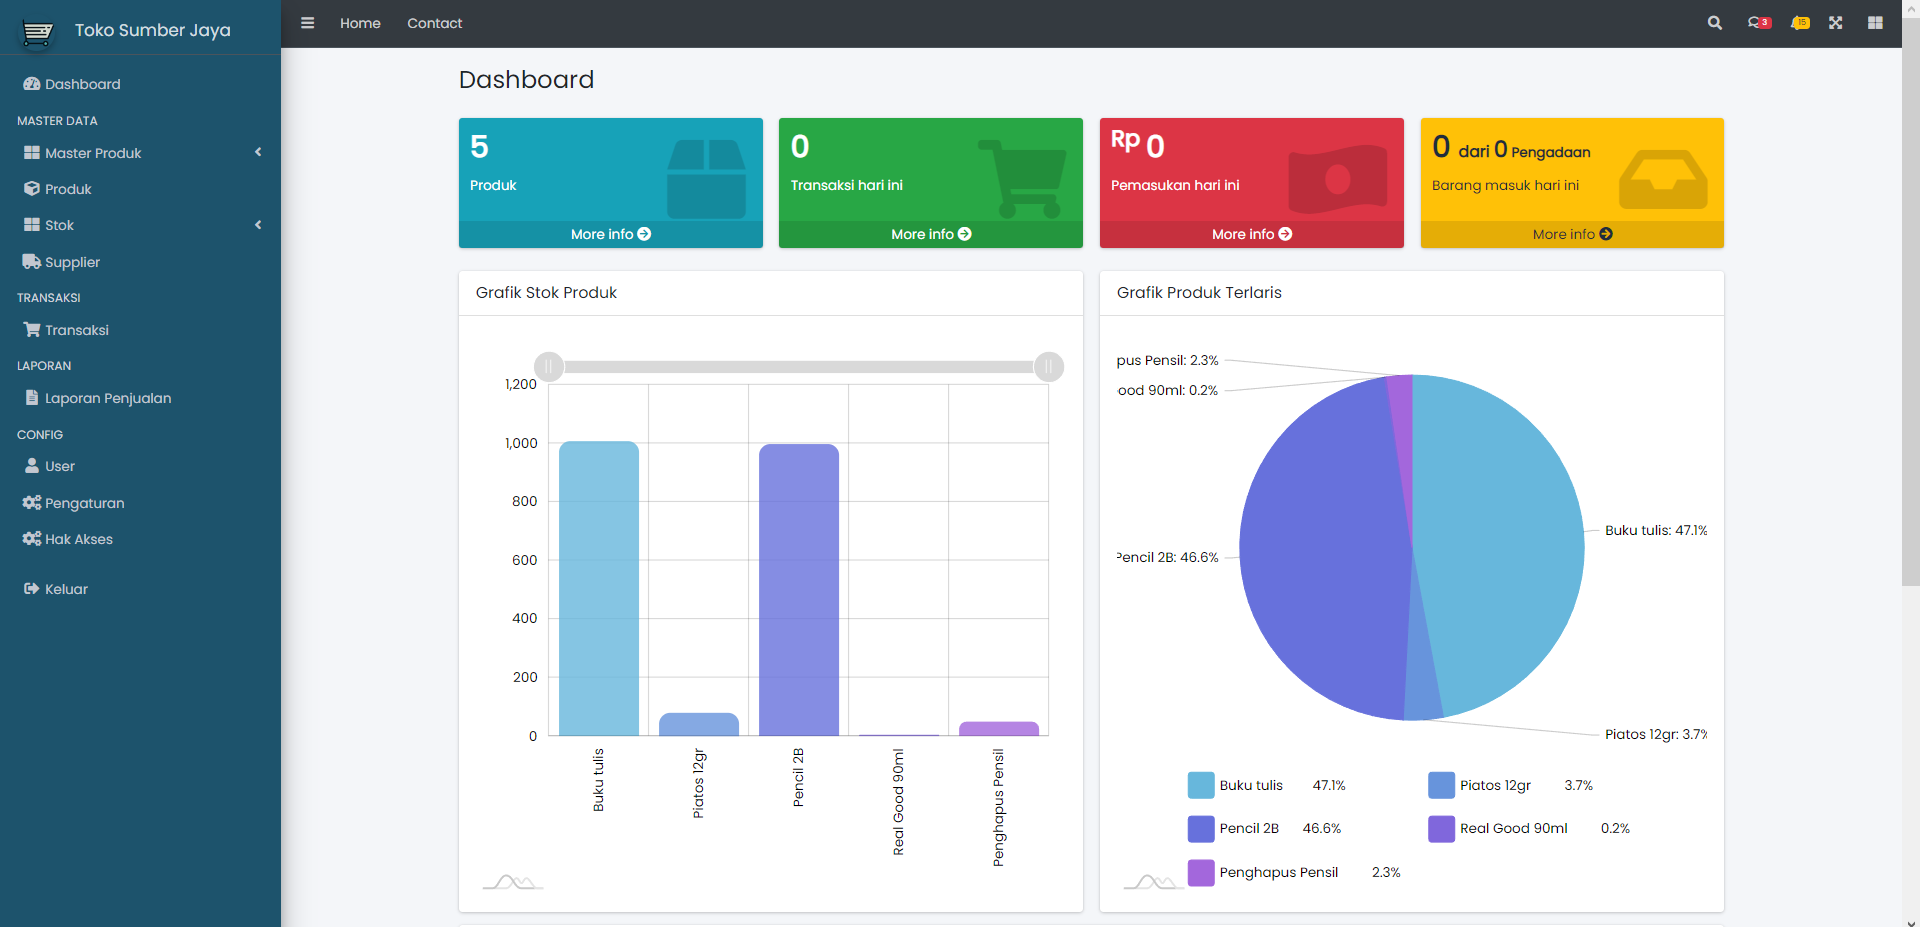 Toko Sumber Jaya
Home
Contact
3
15
Dashboard
MASTER DATA
Master Produk
Produk
Stok
Supplier
TRANSAKSI
Transaksi
LAPORAN
Laporan Penjualan
CONFIG
User
Pengaturan
Hak Akses
Keluar
Dashboard
5
Produk
More info
0
Transaksi hari ini
More info
Rp 0
Pemasukan hari ini
More info
0 dari 0 Pengadaan
Barang masuk hari ini
More info
Grafik Stok Produk
1,200
1,000
800
600
400
200
0
Buku tulis
Piatos 12gr
Pencil 2B
Real Good 90ml
Penghapus Pensil
Grafik Produk Terlaris
pus Pensil: 2.3%
ood 90ml: 0.2%
Pencil 2B: 46.6%
Buku tulis: 47.1%
Piatos 12gr: 3.7%
Buku tulis 47.1%
Piatos 12gr 3.7%
Pencil 2B 46.6%
Real Good 90ml 0.2%
Penghapus Pensil 2.3%